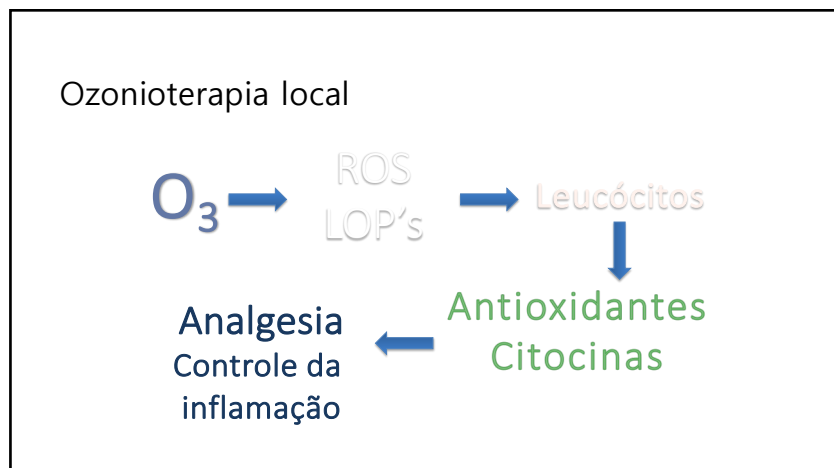 Ozonioterapia local
O₃
ROS
LOP's
Leucócitos
Antioxidantes
Citocinas
Analgesia
Controle da
inflamação